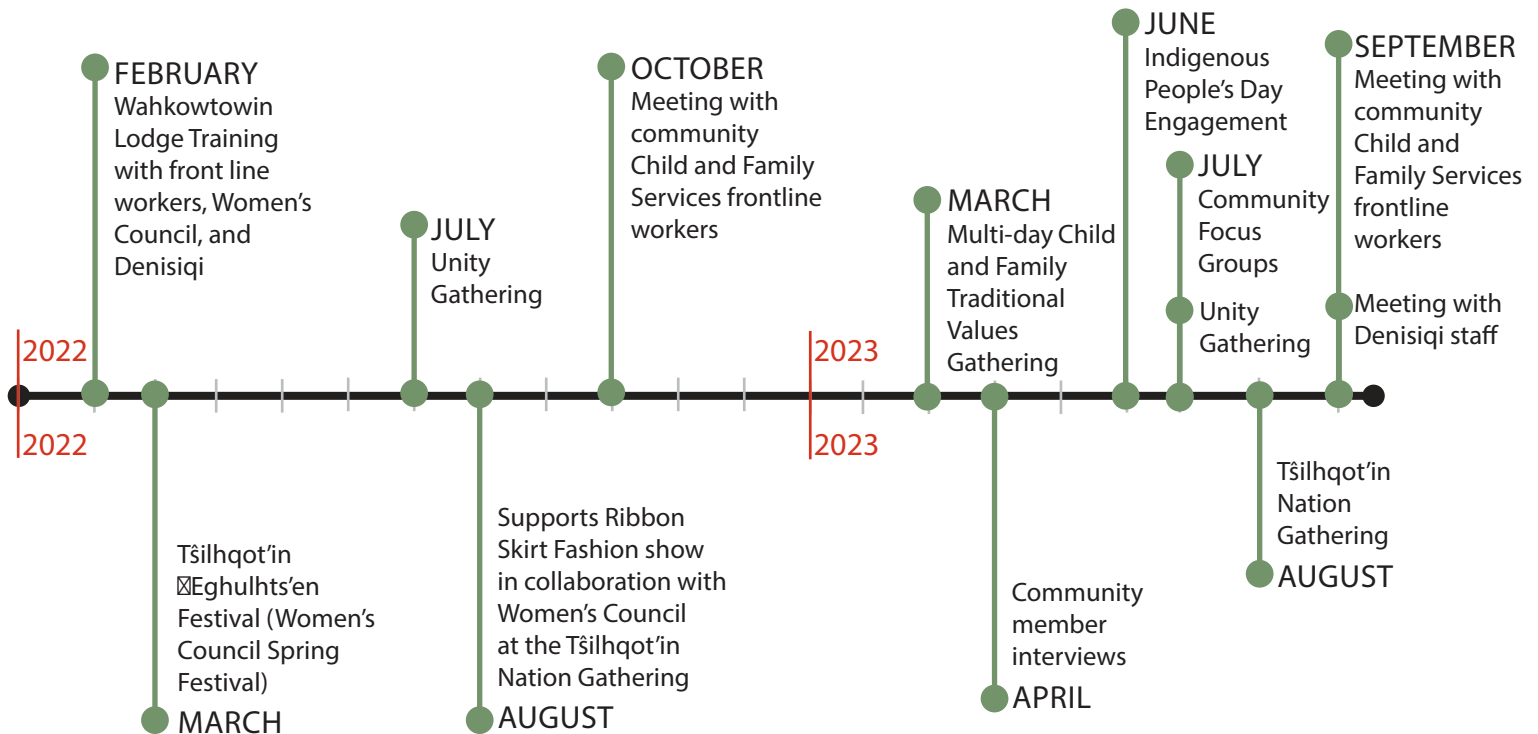 FEBRUARY
Wahkowtowin
Lodge Training
with front line
workers, Women’s
Council, and
Denisiqi
JULY
Unity
Gathering
OCTOBER
Meeting with
community
Child and Family
Services frontline
workers
MARCH
Multi-day Child
and Family
Traditional
Values
Gathering
JUNE
Indigenous
People’s Day
Engagement
JULY
Community
Focus
Groups
Unity
Gathering
SEPTEMBER
Meeting with
community
Child and
Family Services
frontline
workers
Meeting with
Denisiqi staff
2022
2023
2022
2023
Tŝilhqot’in
Eghulhts’en
Festival (Women’s
Council Spring
Festival)
MARCH
Supports Ribbon
Skirt Fashion show
in collaboration with
Women’s Council
at the Tŝilhqot’in
Nation Gathering
AUGUST
Community
member
interviews
APRIL
Tŝilhqot’in
Nation
Gathering
AUGUST